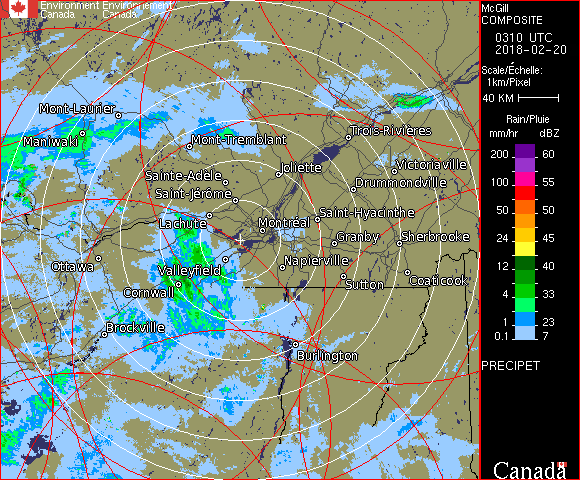 Environment Environnement
Canada Canada
McGill
COMPOSITE
0310 UTC
2018-02-20
Scale/Échelle:
1km/Pixel
40 KM
Rain/Pluie
mm/hr dBZ
200 60
100 55
50 50
24 45
12 40
4 33
1 23
0.1 7
PRECIPET
Canada
Mont-Laurier
Maniwaki
Mont-Tremblant
Trois-Rivières
Sainte-Adèle
Joliette
Victoriaville
Saint-Jérôme
Drummondville
Lachute
Montréal
Saint-Hyacinthe
Granby
Sherbrooke
Ottawa
Valleyfield
Napierville
Cornwall
Sutton
Coaticook
Brockville
Burlington